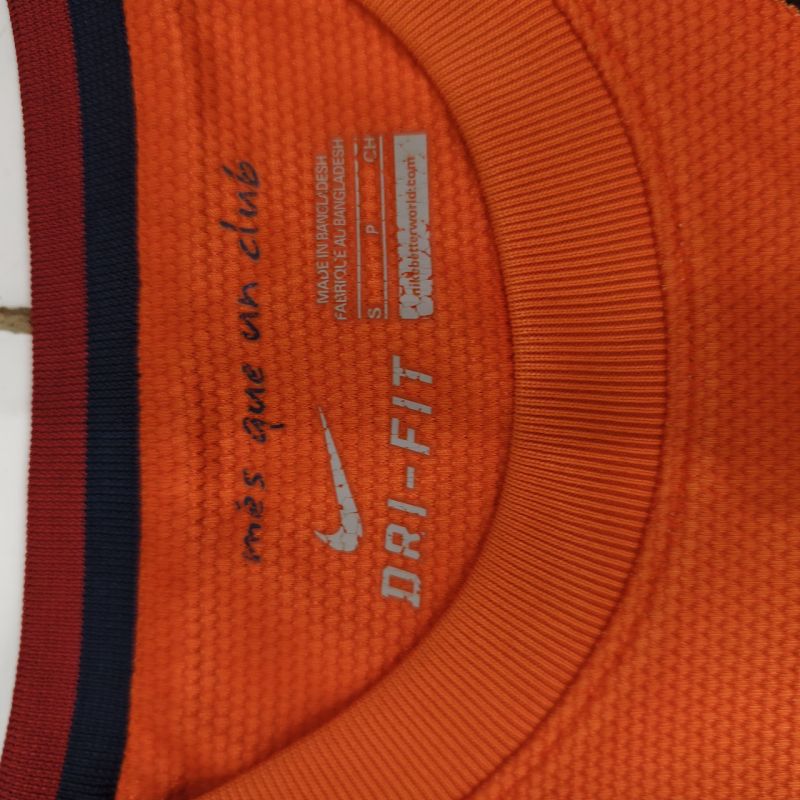 més que un club
MADE IN BANGLADESH
FABRIQUÉ AU BANGLADESH
S P CH
nikebetterworld.com
DRI-FIT